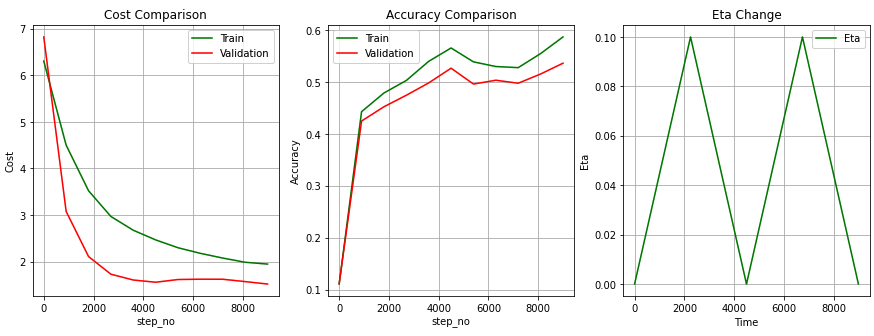 Cost Comparison
7
6
5
4
3
2
Cost
0
2000
4000
6000
8000
step_no
Train
Validation
Accuracy Comparison
0.6
0.5
0.4
0.3
0.2
0.1
Accuracy
0
2000
4000
6000
8000
step_no
Train
Validation
Eta Change
0.10
0.08
0.06
0.04
0.02
0.00
Eta
0
2000
4000
6000
8000
Time
Eta